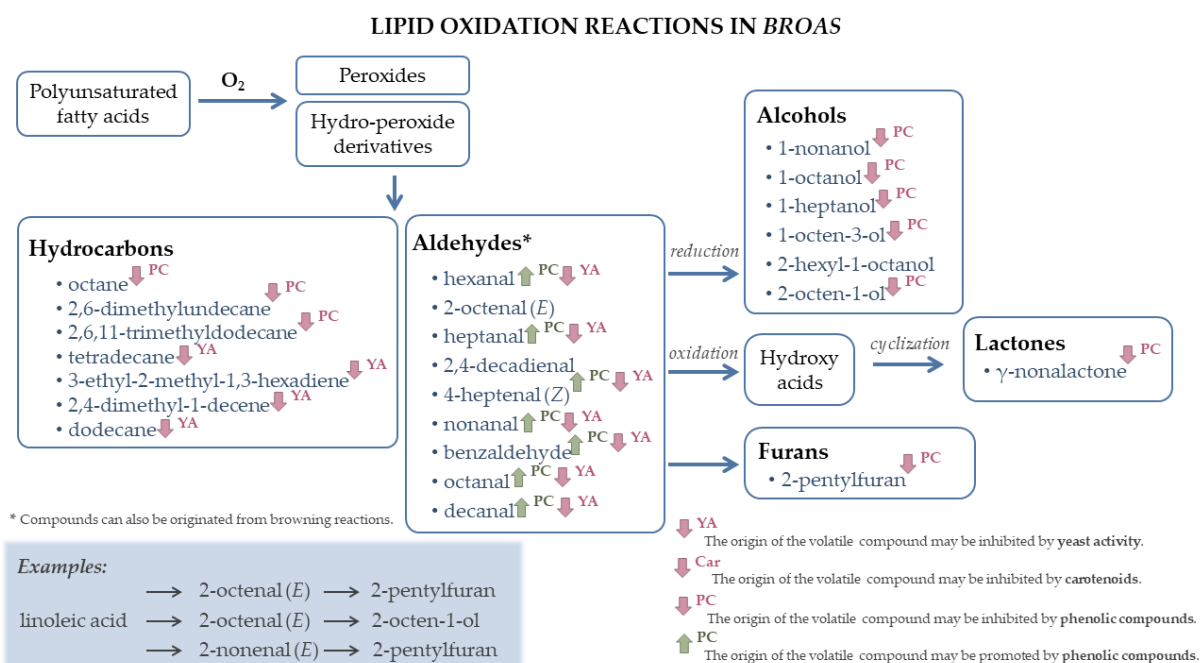 LIPID OXIDATION REACTIONS IN BROAS
Polyunsaturated
fatty acids
O2
Peroxides
Hydro-peroxide
derivatives
Hydrocarbons
• octane PC
• 2,6-dimethylundecane PC
• 2,6,11-trimethyldodecane PC
• tetradecane YA
• 3-ethyl-2-methyl-1,3-hexadiene YA
• 2,4-dimethyl-1-decene YA
• dodecane YA
Aldehydes*
• hexanal PC YA
• 2-octenal (E)
• heptanal PC YA
• 2,4-decadienal
• 4-heptenal (Z) PC YA
• nonanal PC YA
• benzaldehyde PC YA
• octanal PC YA
• decanal PC YA
reduction
Alcohols
• 1-nonanol PC
• 1-octanol PC
• 1-heptanol PC
• 1-octen-3-ol PC
• 2-hexyl-1-octanol
• 2-octen-1-ol PC
oxidation
Hydroxy
acids
cyclization
Lactones
• γ-nonalactone PC
Furans
• 2-pentylfuran PC
* Compounds can also be originated from browning reactions.
Examples:
2-octenal (E) 2-pentylfuran
linoleic acid 2-octenal (E) 2-octen-1-ol
2-nonenal (E) 2-pentylfuran
YA
The origin of the volatile compound may be inhibited by yeast activity.
Car
The origin of the volatile compound may be inhibited by carotenoids.
PC
The origin of the volatile compound may be inhibited by phenolic compounds.
PC
The origin of the volatile compound may be promoted by phenolic compounds.